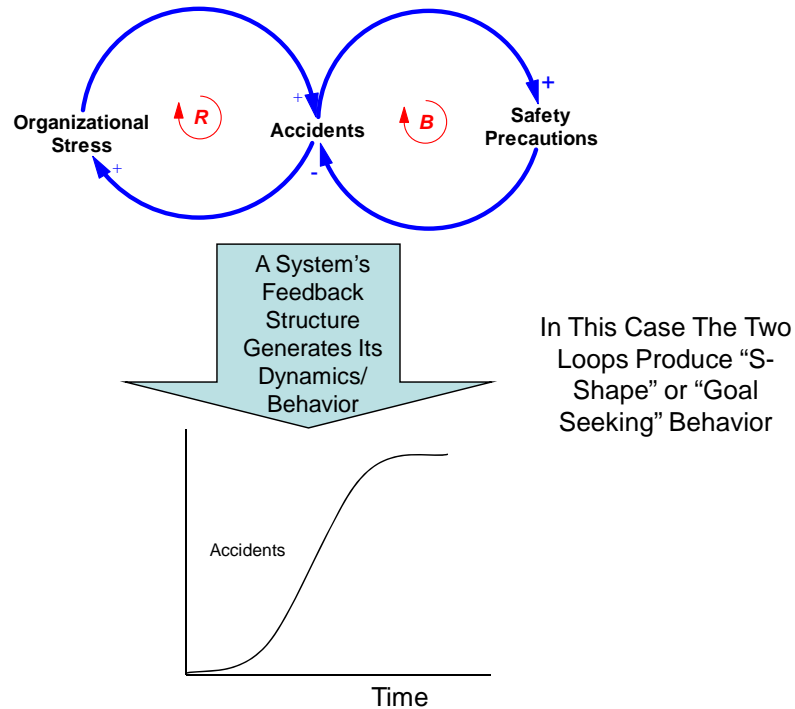 +
R
+
B
+
Organizational
Stress
Accidents
Safety
Precautions
+
-
A System's
Feedback
Structure
Generates Its
Dynamics/
Behavior
In This Case The Two
Loops Produce “S-
Shape” or “Goal
Seeking” Behavior
Accidents
Time